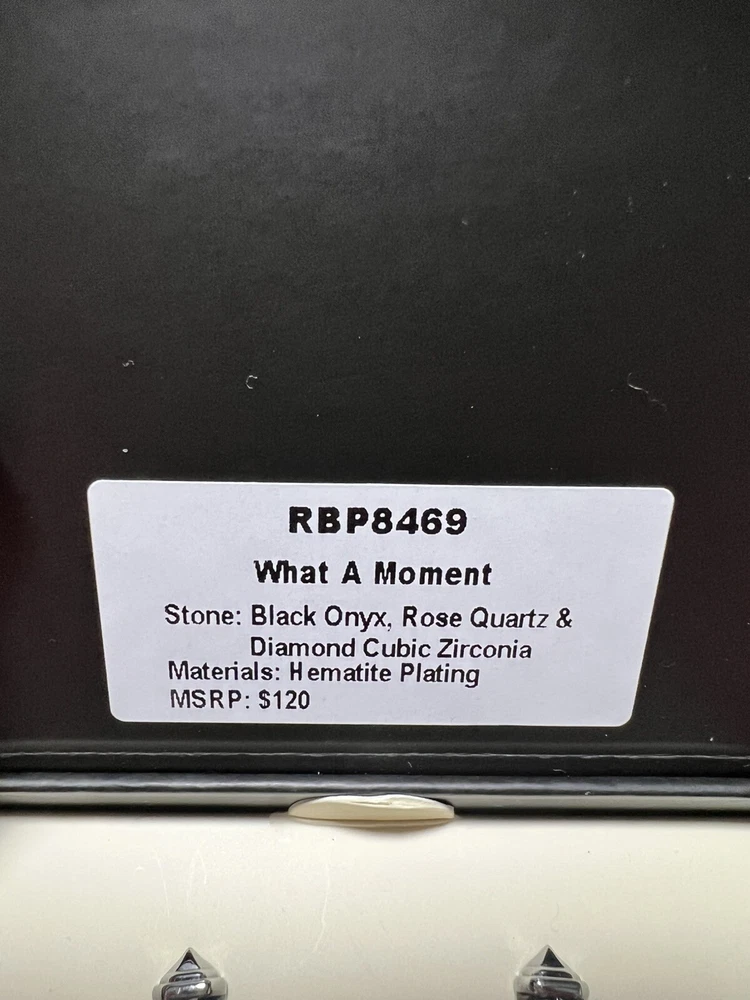 RBP8469
What A Moment
Stone: Black Onyx, Rose Quartz &
Diamond Cubic Zirconia
Materials: Hematite Plating
MSRP: $120